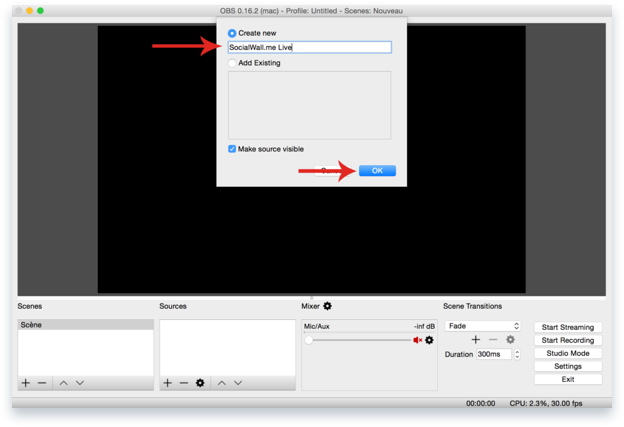 OBS 0.16.2 (mac) - Profile: Untitled - Scenes: Nouveau
Create new
SocialWall.me Live
Add Existing
Make source visible
OK
Scenes
Sources
Mixer
Scene Transitions
Scène
Mic/Aux
-inf dB
Fade
Duration
300ms
Start Streaming
Start Recording
Studio Mode
Settings
Exit
00:00:00
CPU: 2.3%, 30.00 fps